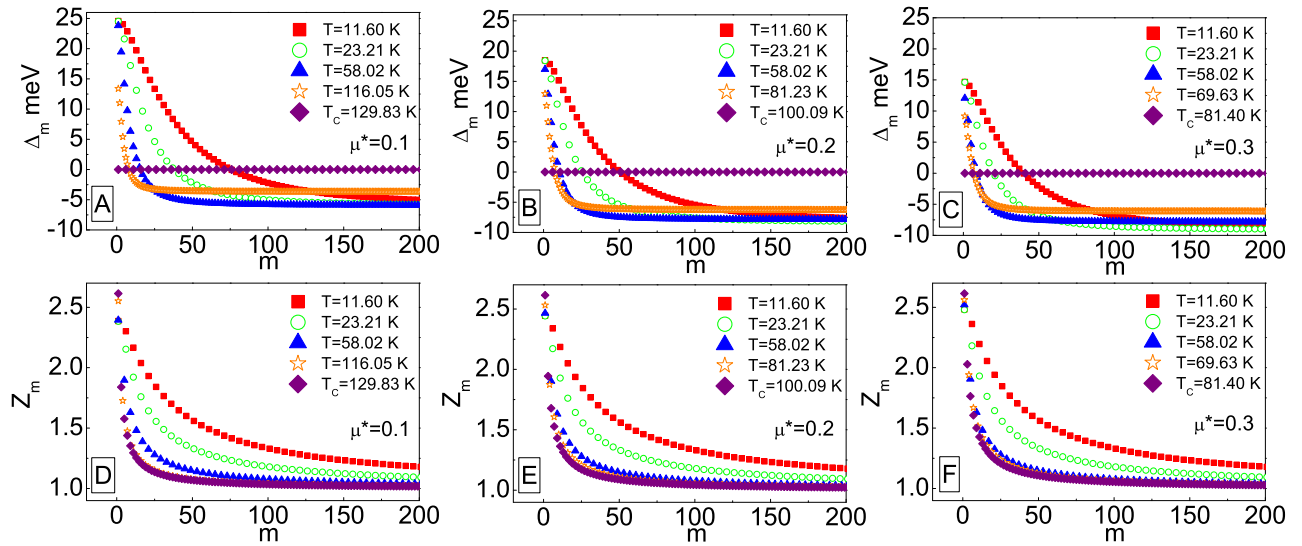 25
20
15
10
5
0
-5
-10
Δm meV
T=11.60 K
T=23.21 K
T=58.02 K
T=116.05 K
TC=129.83 K
μ*=0.1
A
0 50 100 150 200
m
25
20
15
10
5
0
-5
-10
Δm meV
T=11.60 K
T=23.21 K
T=58.02 K
T=81.23 K
TC=100.09 K
μ*=0.2
B
0 50 100 150 200
m
25
20
15
10
5
0
-5
-10
Δm meV
T=11.60 K
T=23.21 K
T=58.02 K
T=69.63 K
TC=81.40 K
μ*=0.3
C
0 50 100 150 200
m
2.5
2.0
1.5
1.0
Zm
T=11.60 K
T=23.21 K
T=58.02 K
T=116.05 K
TC=129.83 K
μ*=0.1
D
0 50 100 150 200
m
2.5
2.0
1.5
1.0
Zm
T=11.60 K
T=23.21 K
T=58.02 K
T=81.23 K
TC=100.09 K
μ*=0.2
E
0 50 100 150 200
m
2.5
2.0
1.5
1.0
Zm
T=11.60 K
T=23.21 K
T=58.02 K
T=69.63 K
TC=81.40 K
μ*=0.3
F
0 50 100 150 200
m